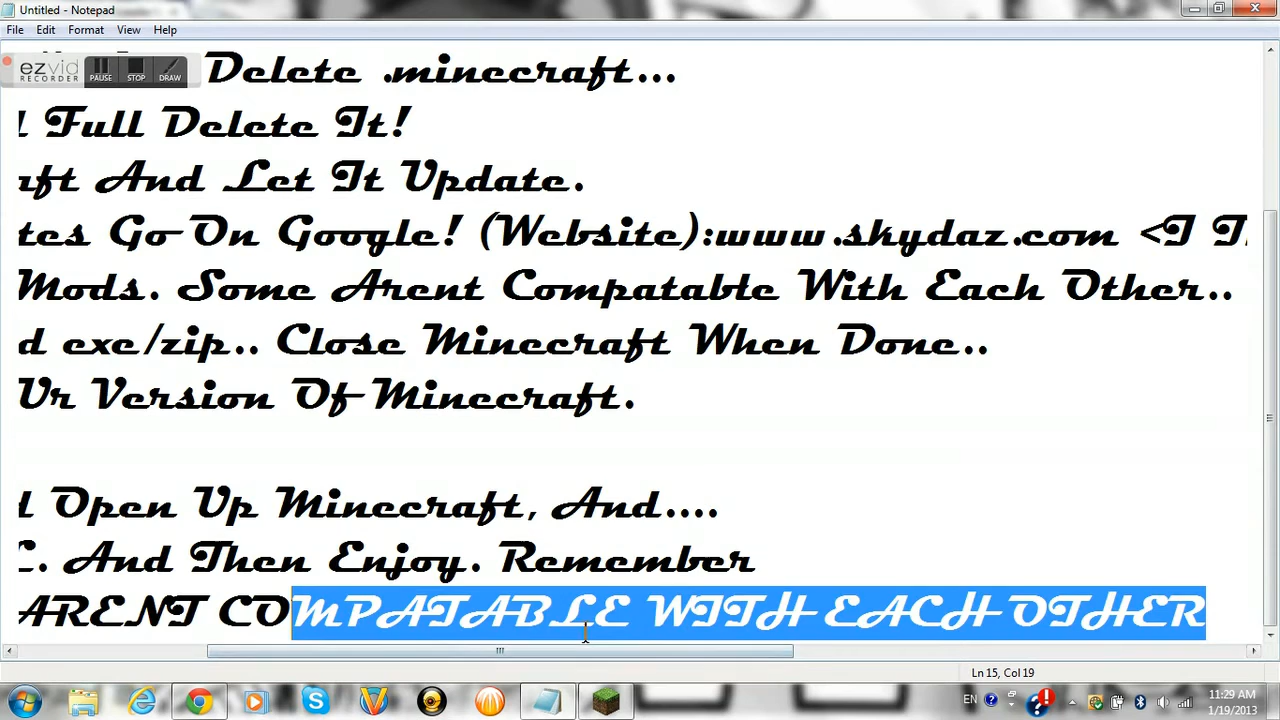 Untitled - Notepad
File Edit Format View Help
ezvid
RECORDER
PAUSE STOP DRAW
Delete .minecraft...
Full Delete It!
And Let It Update.
Go On Google! (Website):www.skydaz.com <I
Mods. Some Arent Compatable With Each Other..
exe/zip.. Close Minecraft When Done..
Ur Version Of Minecraft.
Open Up Minecraft, And....
And Then Enjoy. Remember
ARENT COMPATABLE WITH EACH OTHER
Ln 15, Col 19
EN
11:29 AM
1/19/2013